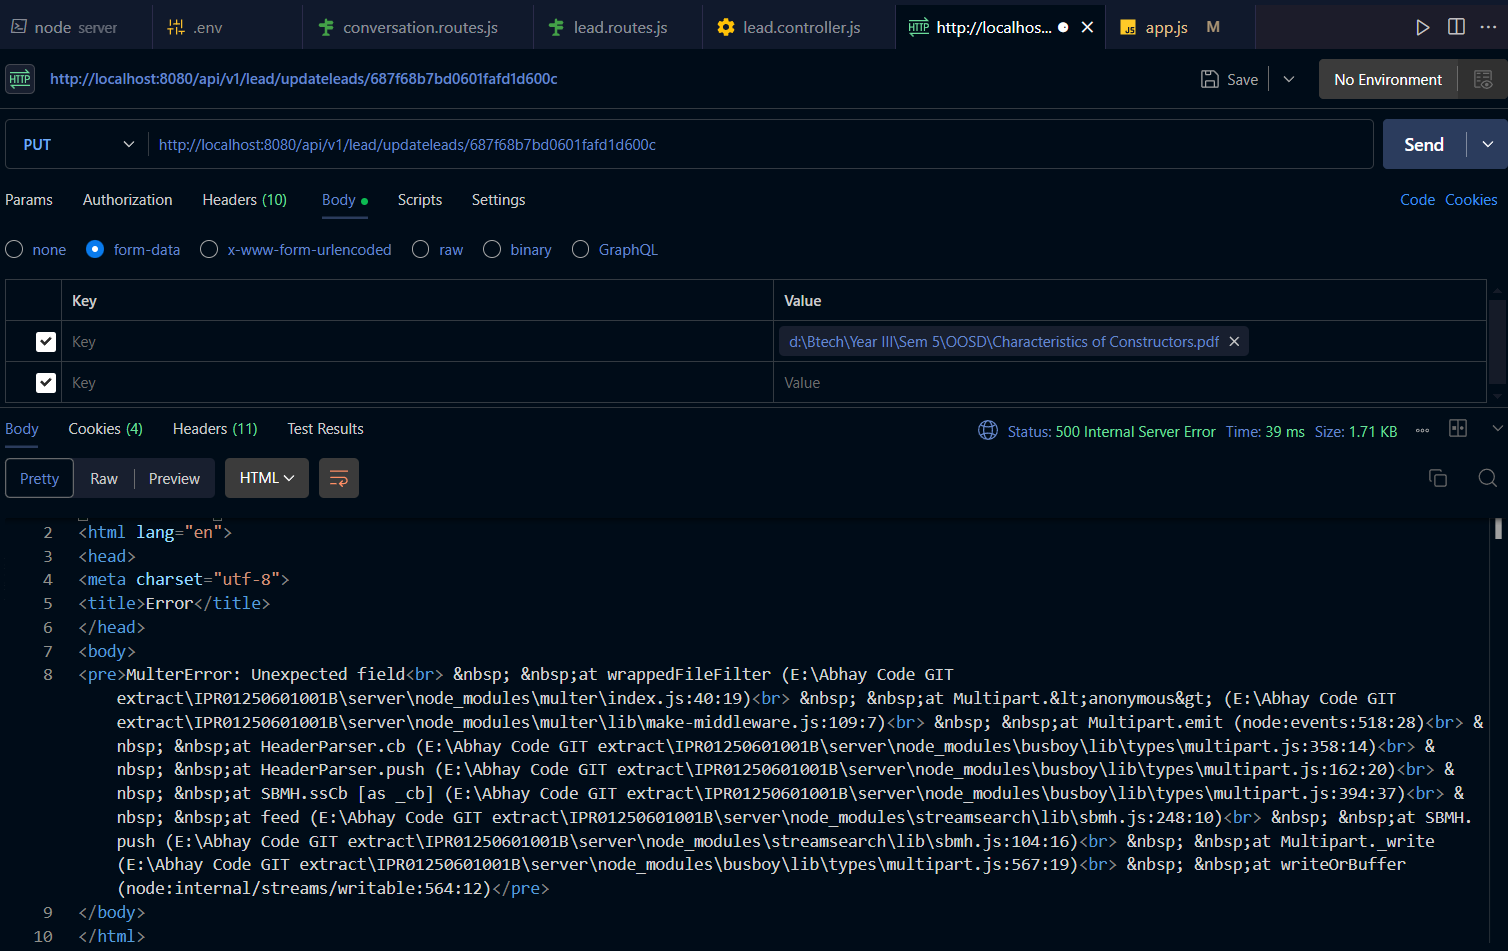 node server
.env
conversation.routes.js
lead.routes.js
lead.controller.js
HTTP http://localhos...
JS app.js M
HTTP http://localhost:8080/api/v1/lead/updateleads/687f68b7bd0601fafd1d600c
Save
No Environment
PUT http://localhost:8080/api/v1/lead/updateleads/687f68b7bd0601fafd1d600c
Send
Params Authorization Headers (10) Body Scripts Settings
Code Cookies
none form-data x-www-form-urlencoded raw binary GraphQL
Key Value
Key d:\Btech\Year III\Sem 5\OOSD\Characteristics of Constructors.pdf
Key Value
Body Cookies (4) Headers (11) Test Results
Status: 500 Internal Server Error Time: 39 ms Size: 1.71 KB
Pretty Raw Preview HTML
2 <html lang="en">
3 <head>
4 <meta charset="utf-8">
5 <title>Error</title>
6 </head>
7 <body>
8 <pre>MulterError: Unexpected field<br> &nbsp; &nbsp;at wrappedFileFilter (E:\Abhay Code GIT
extract\IPR01250601001B\server\node_modules\multer\index.js:40:19)<br> &nbsp; &nbsp;at Multipart.&lt;anonymous&gt; (E:\Abhay Code GIT
extract\IPR01250601001B\server\node_modules\multer\lib\make-middleware.js:109:7)<br> &nbsp; &nbsp;at Multipart.emit (node:events:518:28)<br> &
nbsp; &nbsp;at HeaderParser.cb (E:\Abhay Code GIT extract\IPR01250601001B\server\node_modules\busboy\lib\types\multipart.js:358:14)<br> &
nbsp; &nbsp;at HeaderParser.push (E:\Abhay Code GIT extract\IPR01250601001B\server\node_modules\busboy\lib\types\multipart.js:162:20)<br> &
nbsp; &nbsp;at SBMH.ssCb [as _cb] (E:\Abhay Code GIT extract\IPR01250601001B\server\node_modules\busboy\lib\types\multipart.js:394:37)<br> &
nbsp; &nbsp;at feed (E:\Abhay Code GIT extract\IPR01250601001B\server\node_modules\streamsearch\lib\sbmh.js:248:10)<br> &nbsp; &nbsp;at SBMH.
push (E:\Abhay Code GIT extract\IPR01250601001B\server\node_modules\streamsearch\lib\sbmh.js:104:16)<br> &nbsp; &nbsp;at Multipart._write
(E:\Abhay Code GIT extract\IPR01250601001B\server\node_modules\busboy\lib\types\multipart.js:567:19)<br> &nbsp; &nbsp;at writeOrBuffer
(node:internal/streams/writable:564:12)</pre>
9 </body>
10 </html>